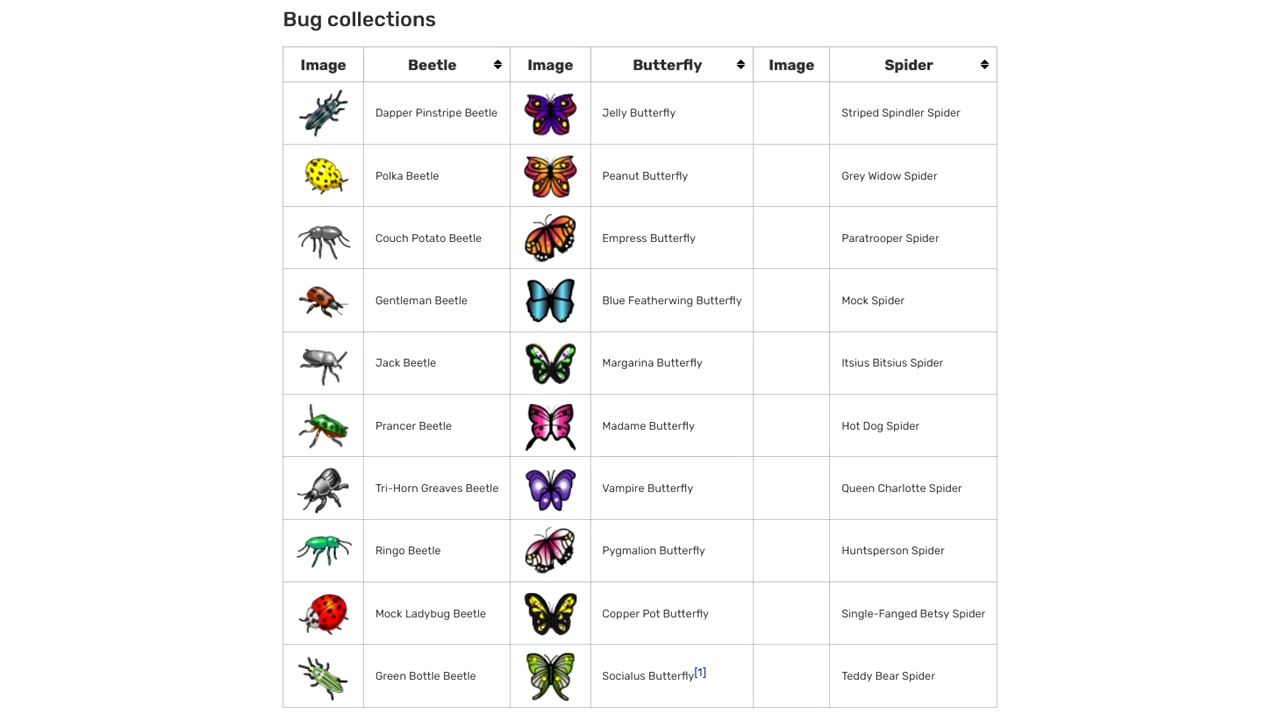 Bug collections
Image Beetle Image Butterfly Image Spider
Dapper Pinstripe Beetle Jelly Butterfly Striped Spindler Spider
Polka Beetle Peanut Butterfly Grey Widow Spider
Couch Potato Beetle Empress Butterfly Paratrooper Spider
Gentleman Beetle Blue Featherwing Butterfly Mock Spider
Jack Beetle Margarina Butterfly Itsius Bitsius Spider
Prancer Beetle Madame Butterfly Hot Dog Spider
Tri-Horn Greaves Beetle Vampire Butterfly Queen Charlotte Spider
Ringo Beetle Pygmalion Butterfly Huntsperson Spider
Mock Ladybug Beetle Copper Pot Butterfly Single-Fanged Betsy Spider
Green Bottle Beetle Socialus Butterfly[1] Teddy Bear Spider